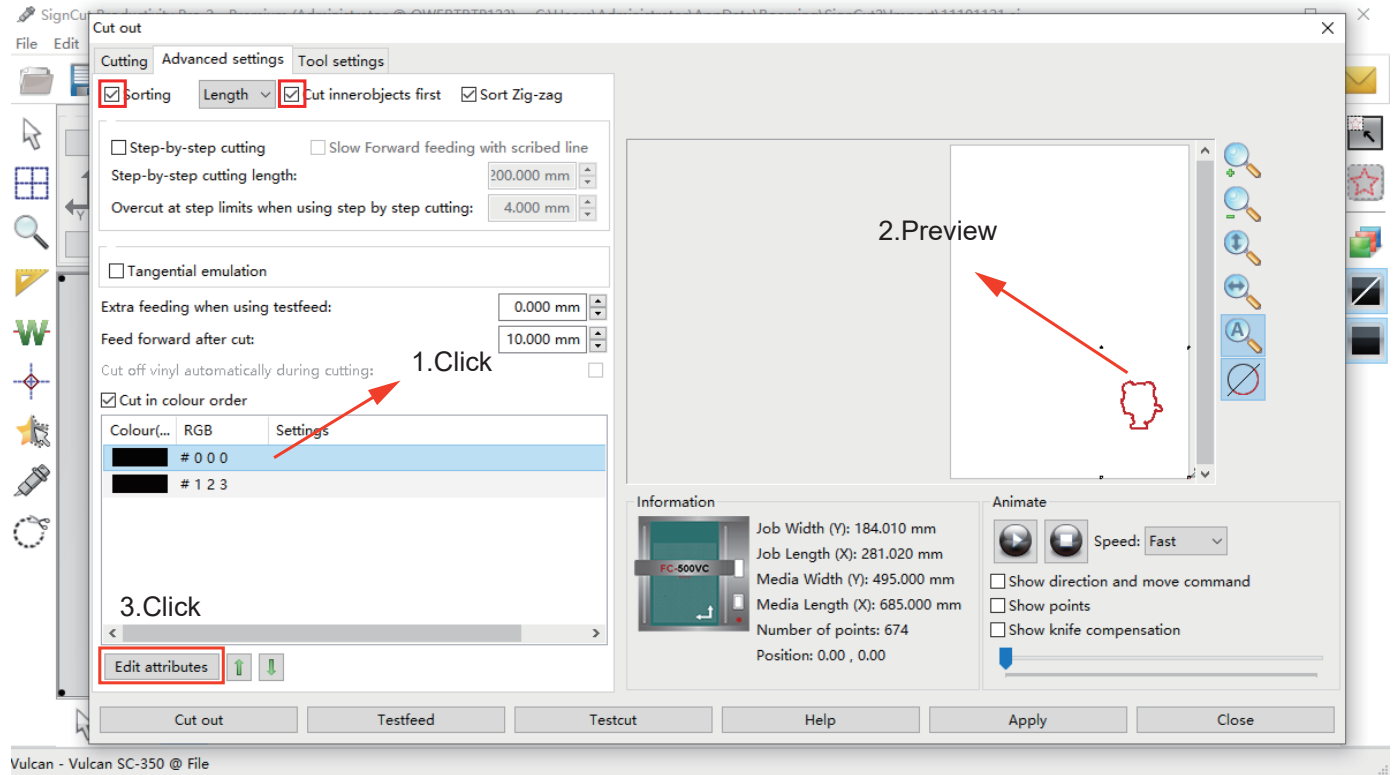 Cut out
File Edit
Cutting Advanced settings Tool settings
Sorting Length Cut innerobjects first Sort Zig-zag
Step-by-step cutting Slow Forward feeding with scribed line
Step-by-step cutting length: 200.000 mm
Overcut at step limits when using step by step cutting: 4.000 mm
Tangential emulation
Extra feeding when using testfeed: 0.000 mm
Feed forward after cut: 10.000 mm
Cut off vinyl automatically during cutting:
1.Click
Cut in colour order
Colour(... RGB Settings
# 0 0 0
# 1 2 3
3.Click
Edit attributes
2.Preview
Information
FC-500VC
Job Width (Y): 184.010 mm
Job Length (X): 281.020 mm
Media Width (Y): 495.000 mm
Media Length (X): 685.000 mm
Number of points: 674
Position: 0.00 , 0.00
Animate
Speed: Fast
Show direction and move command
Show points
Show knife compensation
Cut out Testfeed Testcut Help Apply Close
Vulcan - Vulcan SC-350 @ File